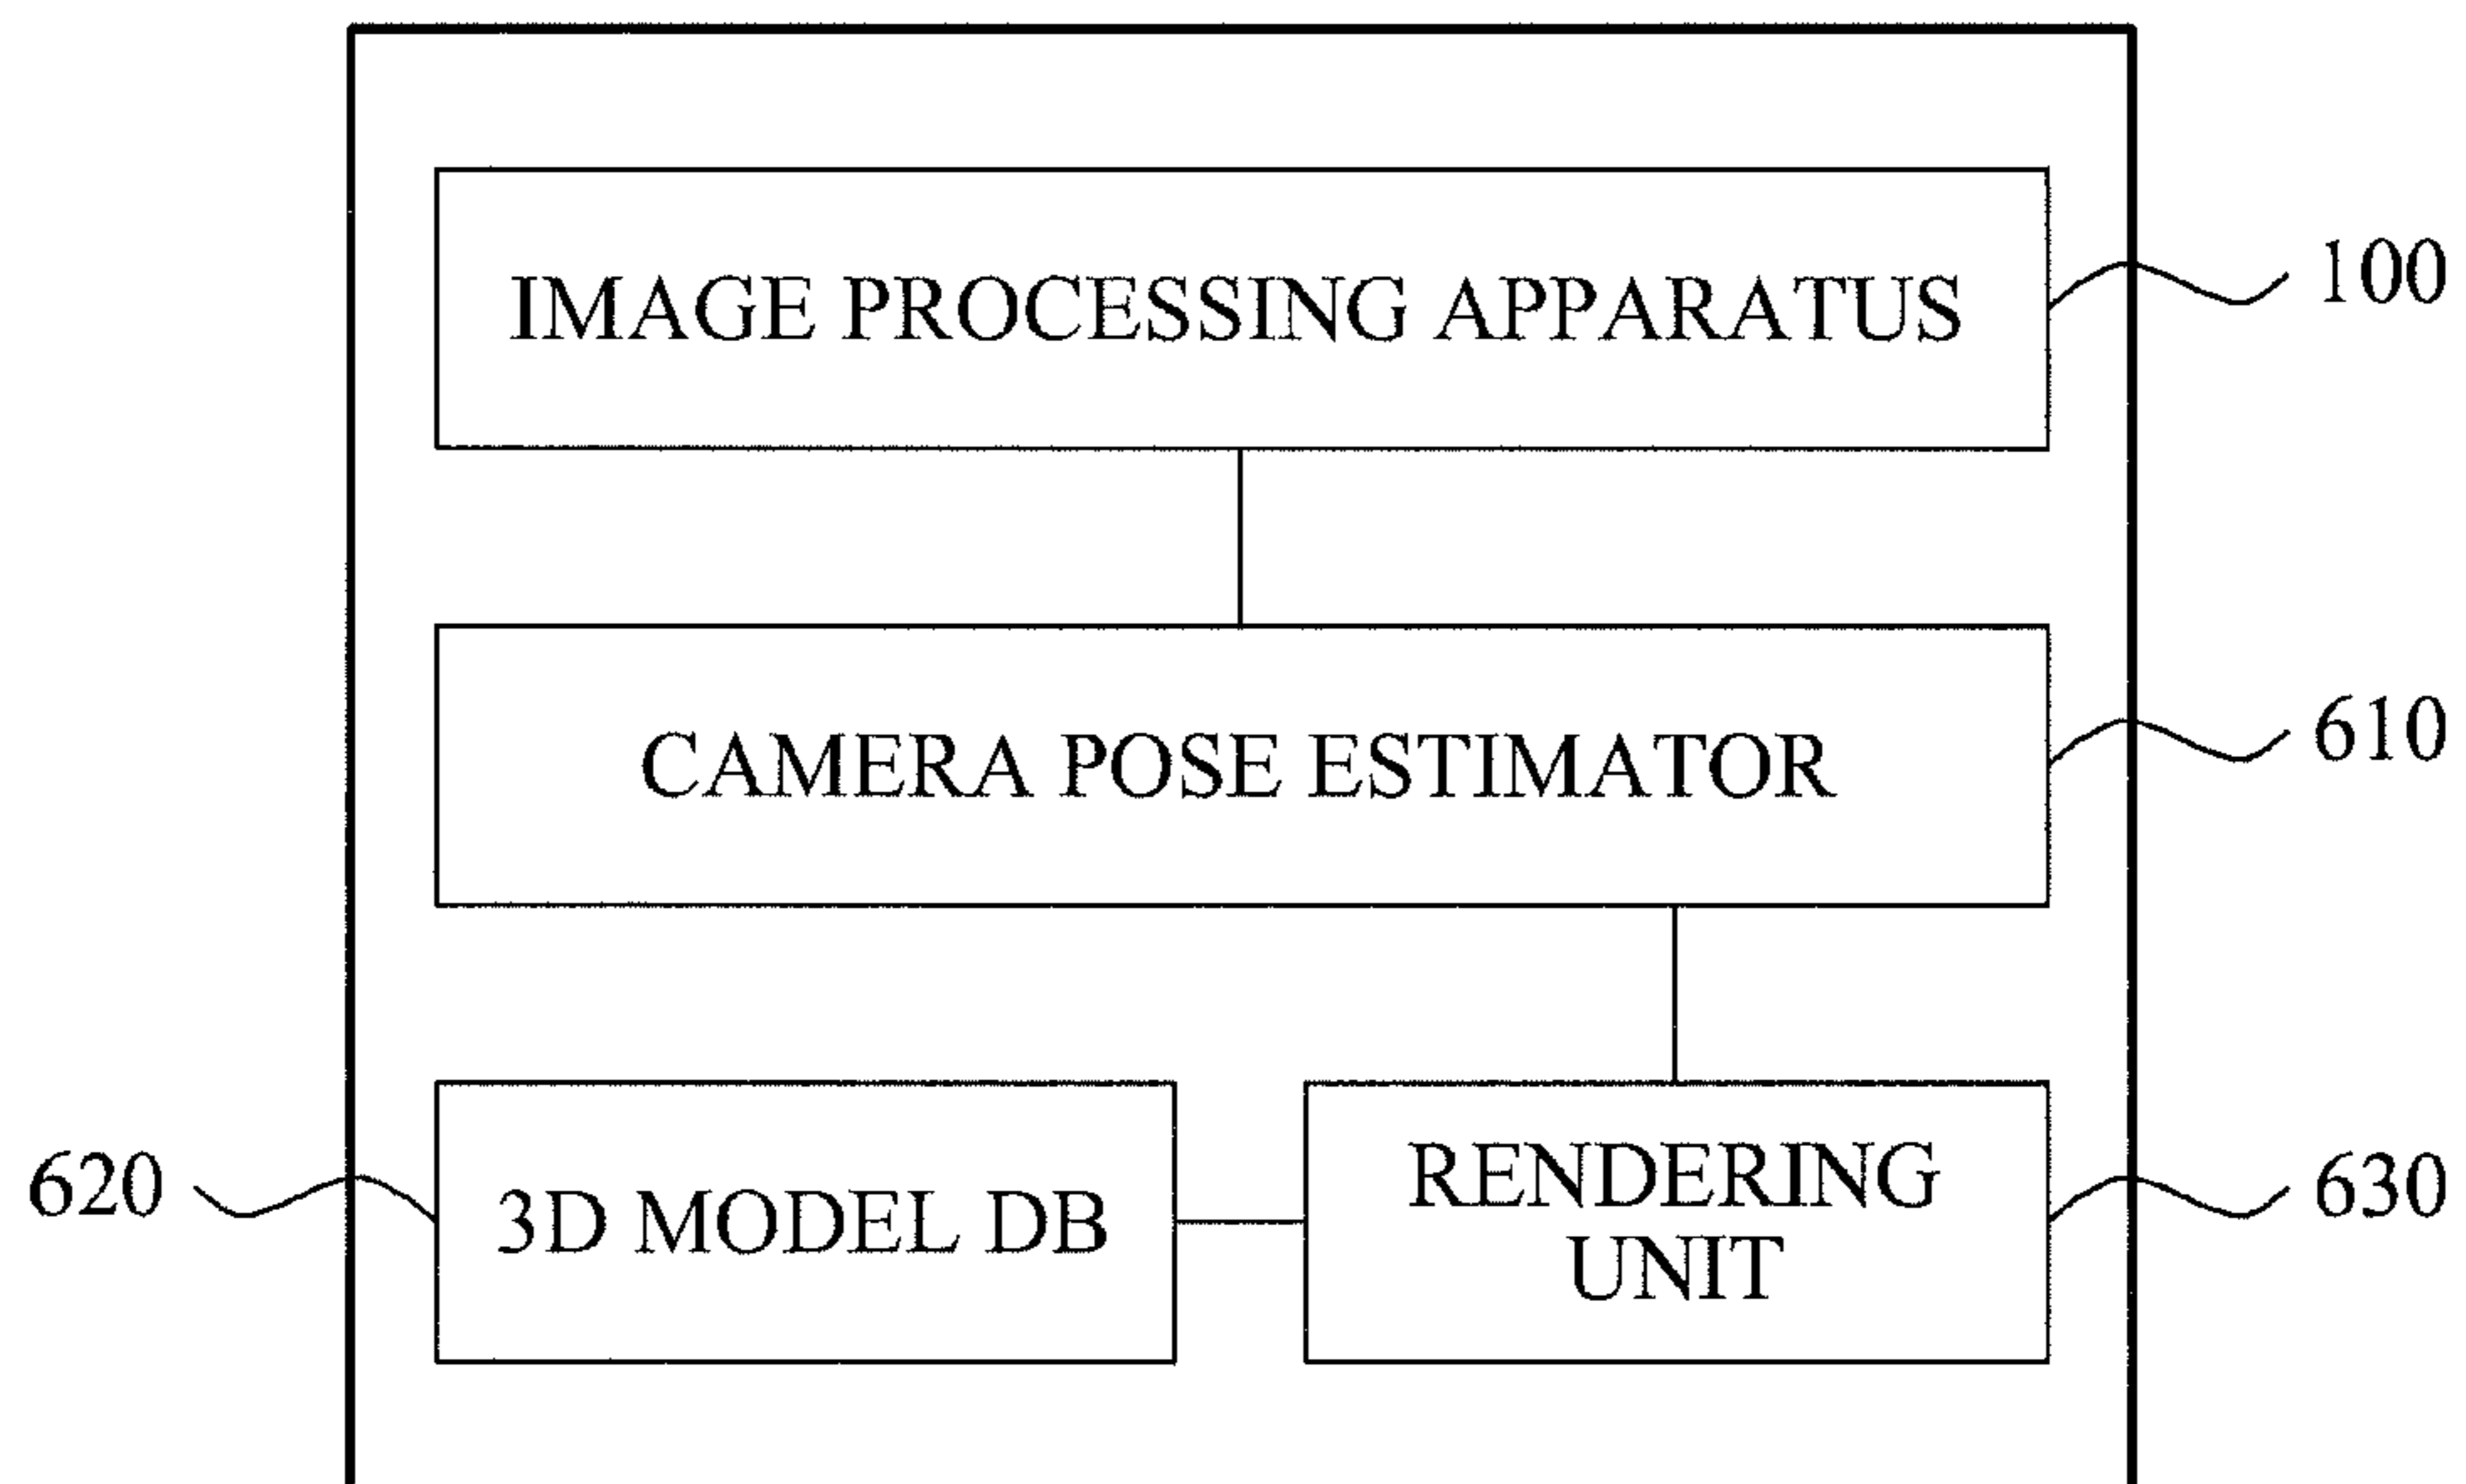 IMAGE PROCESSING APPARATUS
100
CAMERA POSE ESTIMATOR
610
620
3D MODEL DB
RENDERING
UNIT
630